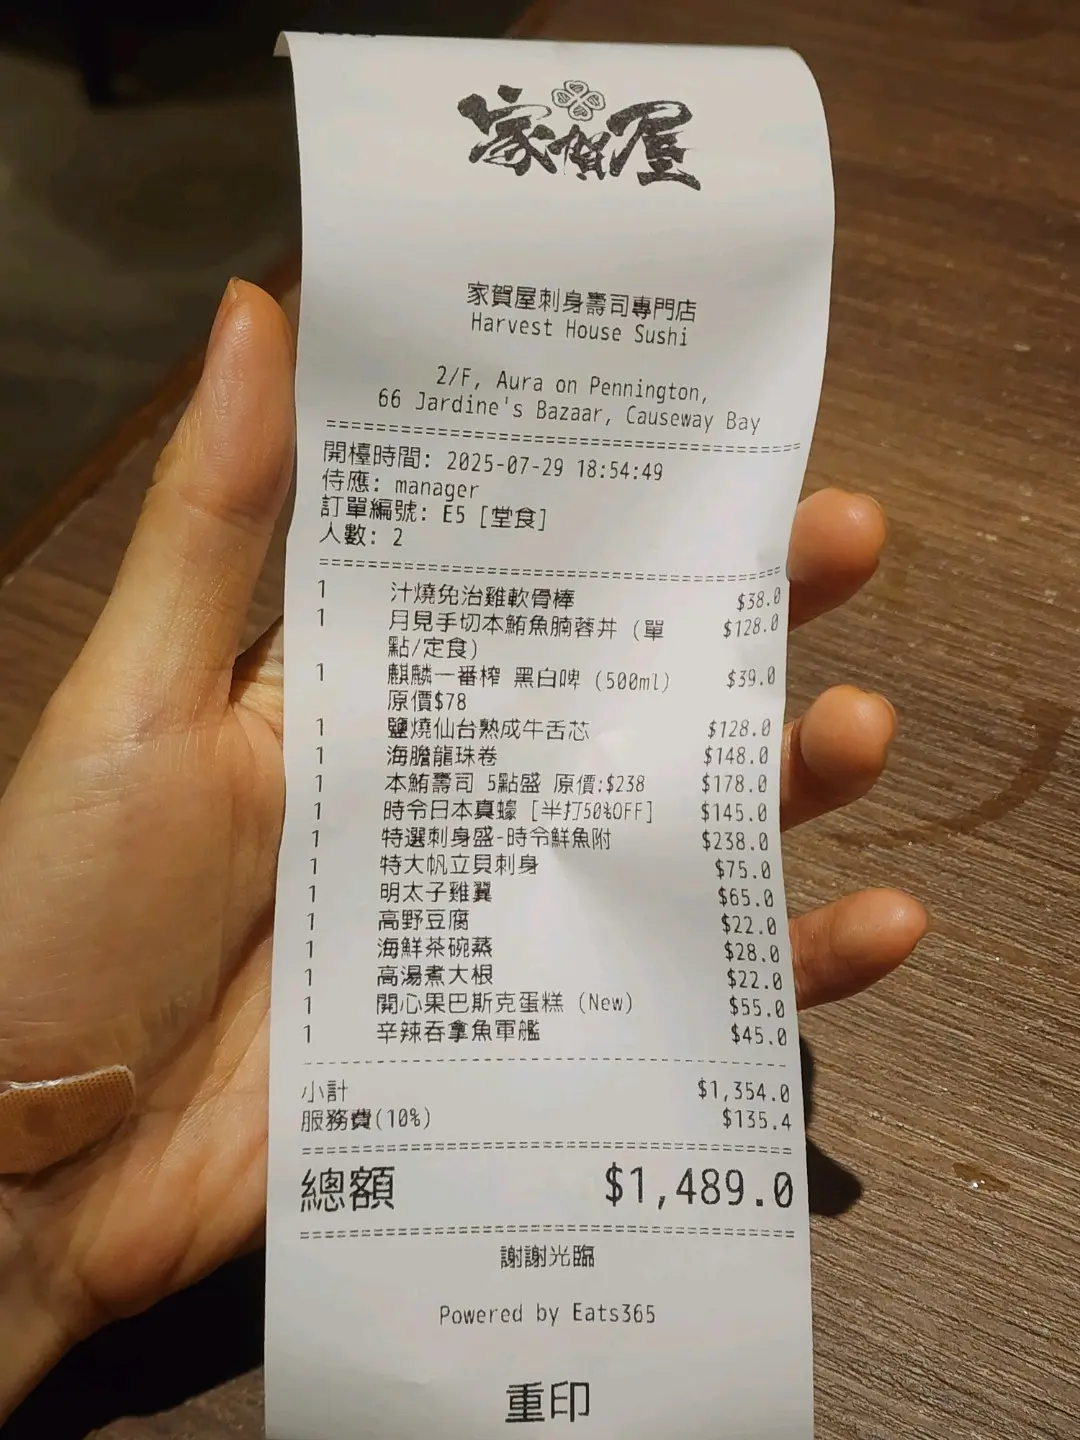 家賀屋
家賀屋刺身壽司專門店
Harvest House Sushi
2/F, Aura on Pennington,
66 Jardine's Bazaar, Causeway Bay
開檯時間: 2025-07-29 18:54:49
侍應: manager
訂單編號: E5 [堂食]
人數: 2
1 汁燒免治雞軟骨棒 $38.0
1 月見手切本鮪魚腩蓉丼 (單 $128.0
點/定食)
1 麒麟一番榨 黑白啤 (500ml) $39.0
原價$78
1 鹽燒仙台熟成牛舌芯 $128.0
1 海膽龍珠卷 $148.0
1 本鮪壽司 5點盛 原價:$238 $178.0
1 時令日本真蠔 [半打50%OFF] $145.0
1 特選刺身盛-時令鮮魚附 $238.0
1 特大帆立貝刺身 $75.0
1 明太子雞翼 $65.0
1 高野豆腐 $22.0
1 海鮮茶碗蒸 $28.0
1 高湯煮大根 $22.0
1 開心果巴斯克蛋糕 (New) $55.0
1 辛辣吞拿魚軍艦 $45.0
小計 $1,354.0
服務費(10%) $135.4
總額 $1,489.0
謝謝光臨
Powered by Eats365
重印